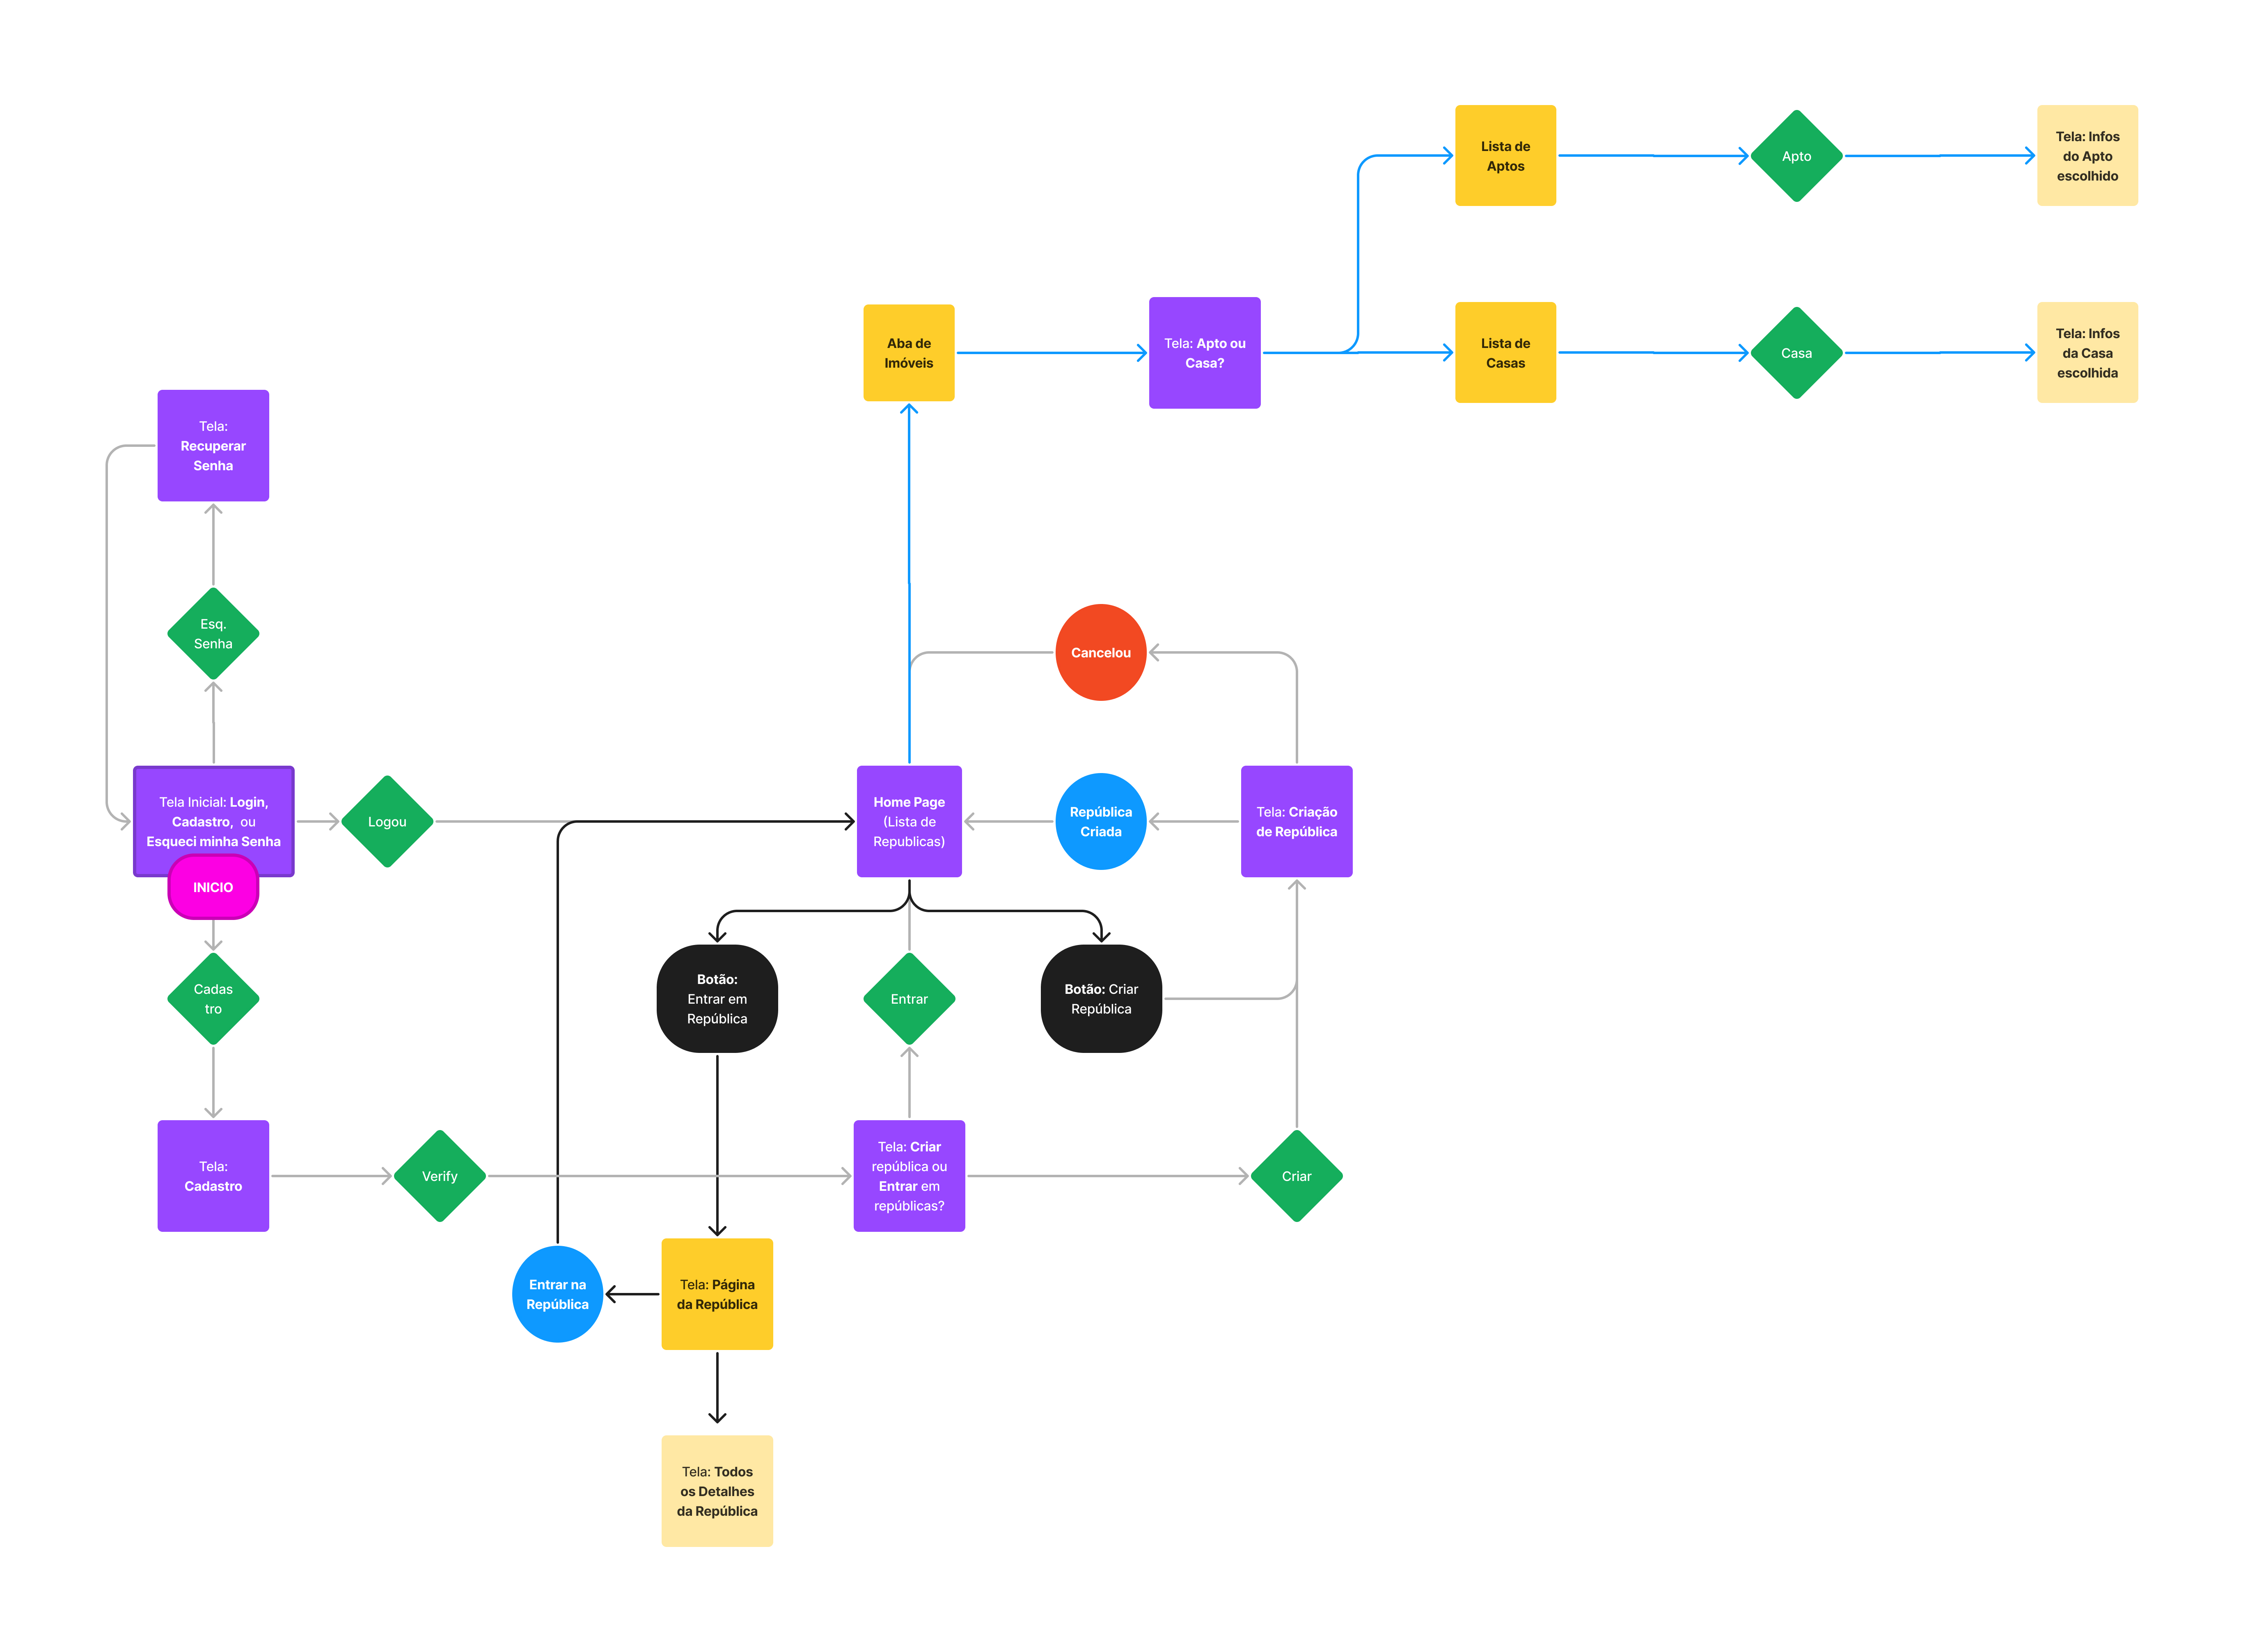 Lista de
Aptos
Apto
Tela: Infos
do Apto
escolhido
Aba de
Imóveis
Tela: Apto ou
Casa?
Lista de
Casas
Casa
Tela: Infos
da Casa
escolhida
Tela:
Recuperar
Senha
Esq.
Senha
Cancelou
Tela Inicial: Login,
Cadastro, ou
Esqueci minha Senha
INICIO
Logou
Home Page
(Lista de
Republicas)
República
Criada
Tela: Criação
de República
Cadas
tro
Botão:
Entrar em
República
Entrar
Botão: Criar
República
Tela:
Cadastro
Verify
Tela: Criar
república ou
Entrar em
repúblicas?
Criar
Entrar na
República
Tela: Página
da República
Tela: Todos
os Detalhes
da República